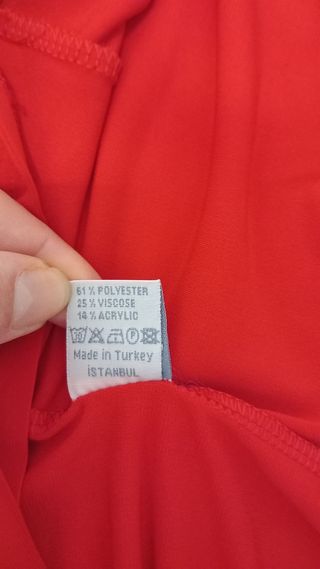 61 % POLYESTER
25 % VISCOSE
14 % ACRYLIC
Made in Turkey
İSTANBUL